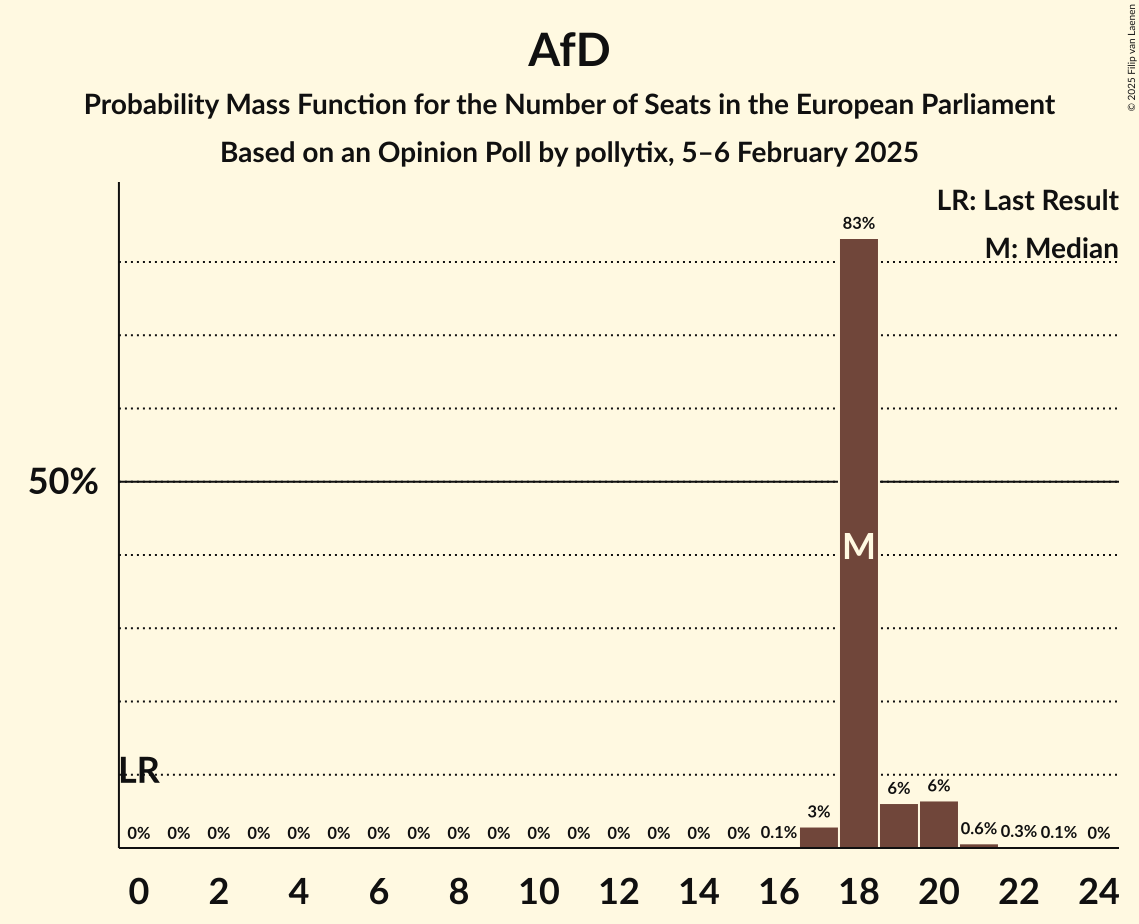 AfD
Probability Mass Function for the Number of Seats in the European Parliament
Based on an Opinion Poll by pollytix, 5–6 February 2025
© 2025 Filip van Laenen
LR: Last Result
M: Median
83%
50%
M
LR
0% 0% 0% 0% 0% 0% 0% 0% 0% 0% 0% 0% 0% 0% 0% 0% 0.1% 3% 6% 6% 0.6% 0.3% 0.1% 0%
0 2 4 6 8 10 12 14 16 18 20 22 24